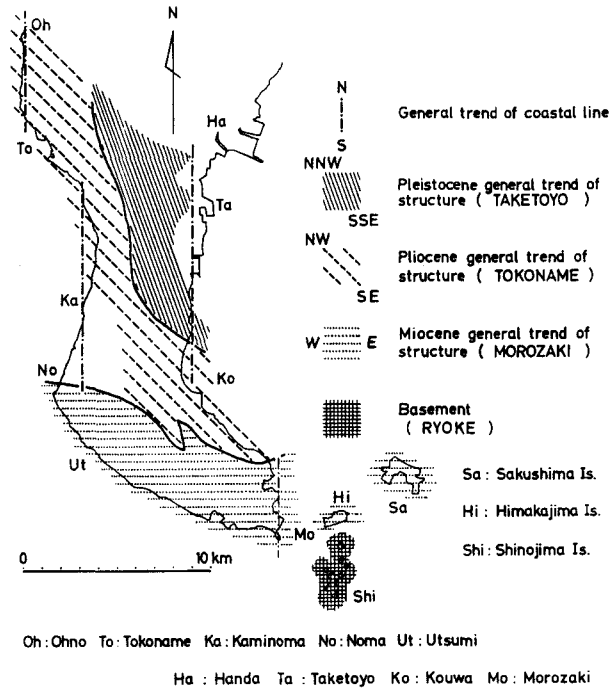 N
Oh
Ha
To
Ta
Ka
No
Ko
Ut
Hi
Mo
Sa
Shi
0 10 km
N
S
General trend of coastal line
NNW
SSE
Pleistocene general trend of
structure ( TAKETOYO )
NW
SE
Pliocene general trend of
structure ( TOKONAME )
W E
Miocene general trend of
structure ( MOROZAKI )
Basement
( RYOKE )
Sa : Sakushima Is.
Hi : Himakajima Is.
Shi : Shinojima Is.
Oh : Ohno To : Tokoname Ka : Kaminoma No : Noma Ut : Utsumi
Ha : Handa Ta : Taketoyo Ko : Kouwa Mo : Morozaki